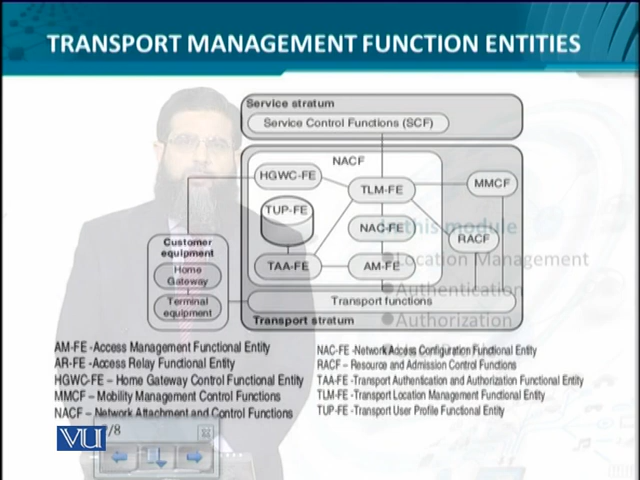 TRANSPORT MANAGEMENT FUNCTION ENTITIES
Service stratum
Service Control Functions (SCF)
NACF
HGWC-FE
TLM-FE
MMCF
TUP-FE
NAC-FE
In this module
RACF
Customer
equipment
Home
Gateway
TAA-FE
AM-FE
Location Management
Authentication
Terminal
equipment
Transport functions
Transport stratum
Authorization
AM-FE -Access Management Functional Entity
AR-FE -Access Relay Functional Entity
HGWC-FE – Home Gateway Control Functional Entity
MMCF – Mobility Management Control Functions
NACF – Network Attachment and Control Functions
NAC-FE -Network Access Configuration Functional Entity
RACF – Resource and Admission Control Functions
TAA-FE -Transport Authentication and Authorization Functional Entity
TLM-FE -Transport Location Management Functional Entity
TUP-FE -Transport User Profile Functional Entity
VU
/8